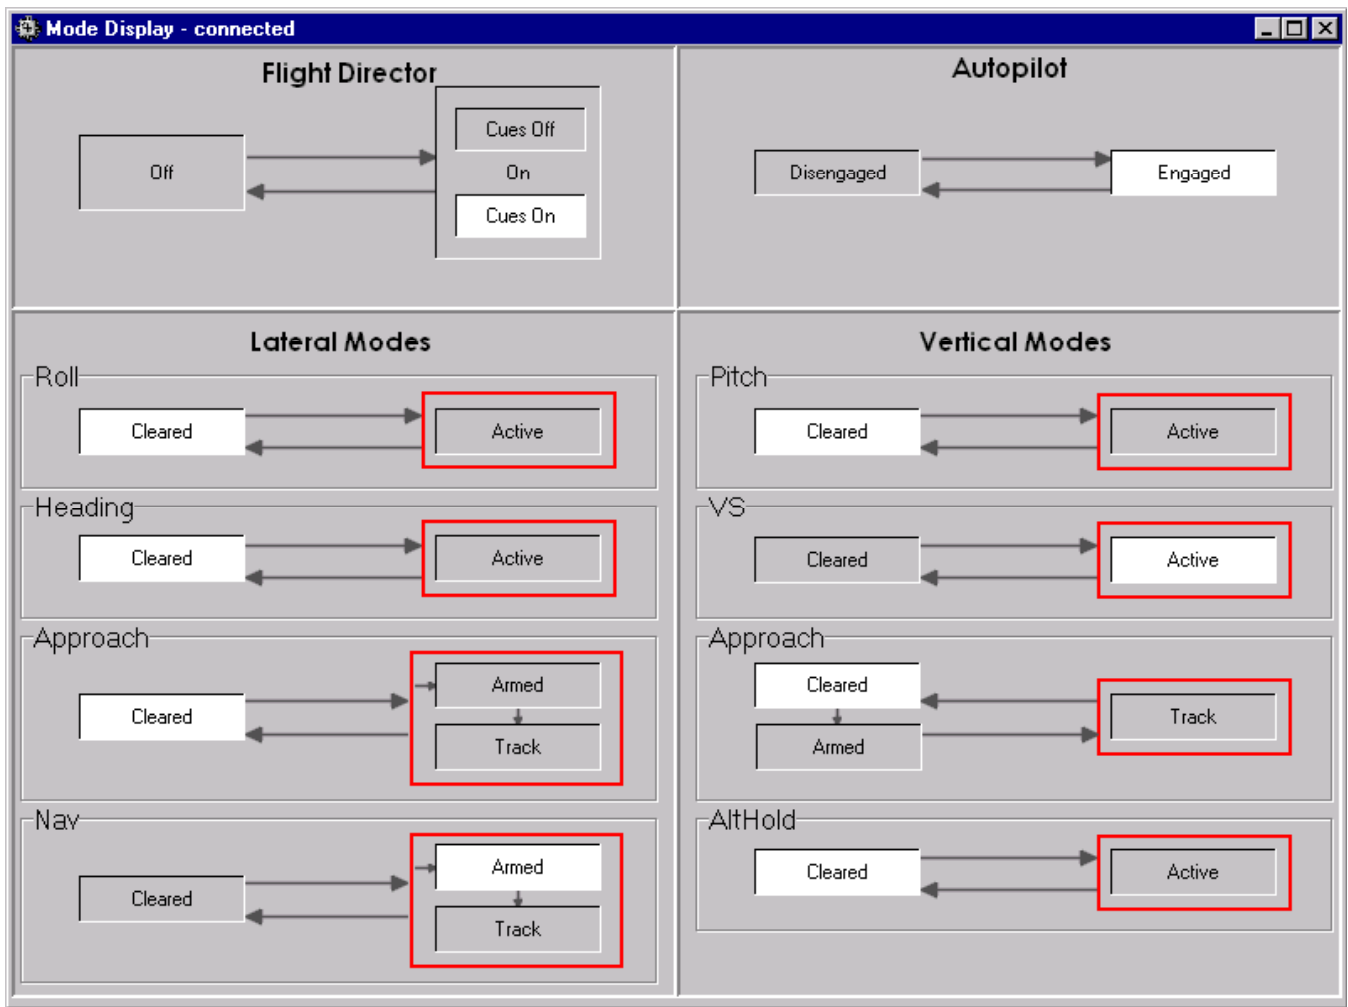 Mode Display - connected
Flight Director
Off
Cues Off
On
Cues On
Autopilot
Disengaged
Engaged
Lateral Modes
Roll
Cleared
Active
Heading
Cleared
Active
Approach
Cleared
Armed
Track
Nav
Cleared
Armed
Track
Vertical Modes
Pitch
Cleared
Active
VS
Cleared
Active
Approach
Cleared
Armed
Track
AltHold
Cleared
Active